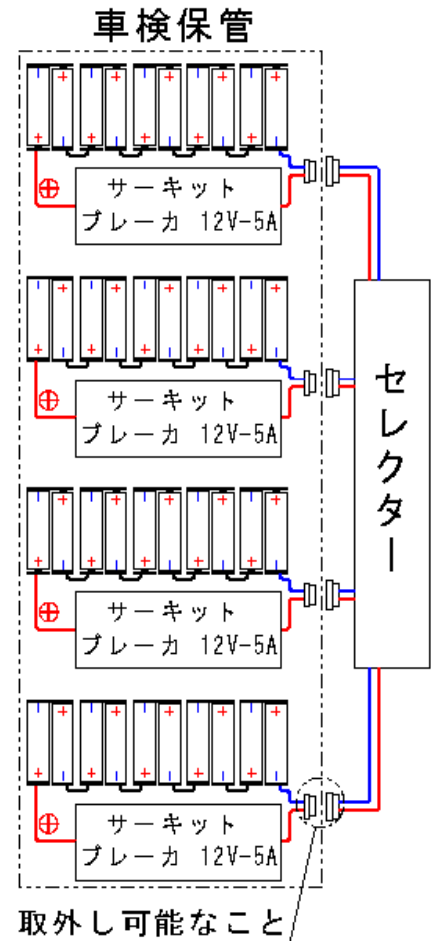 車検保管
サーキット
ブレーカ 12V-5A
サーキット
ブレーカ 12V-5A
セレクター
サーキット
ブレーカ 12V-5A
サーキット
ブレーカ 12V-5A
取外し可能なこと